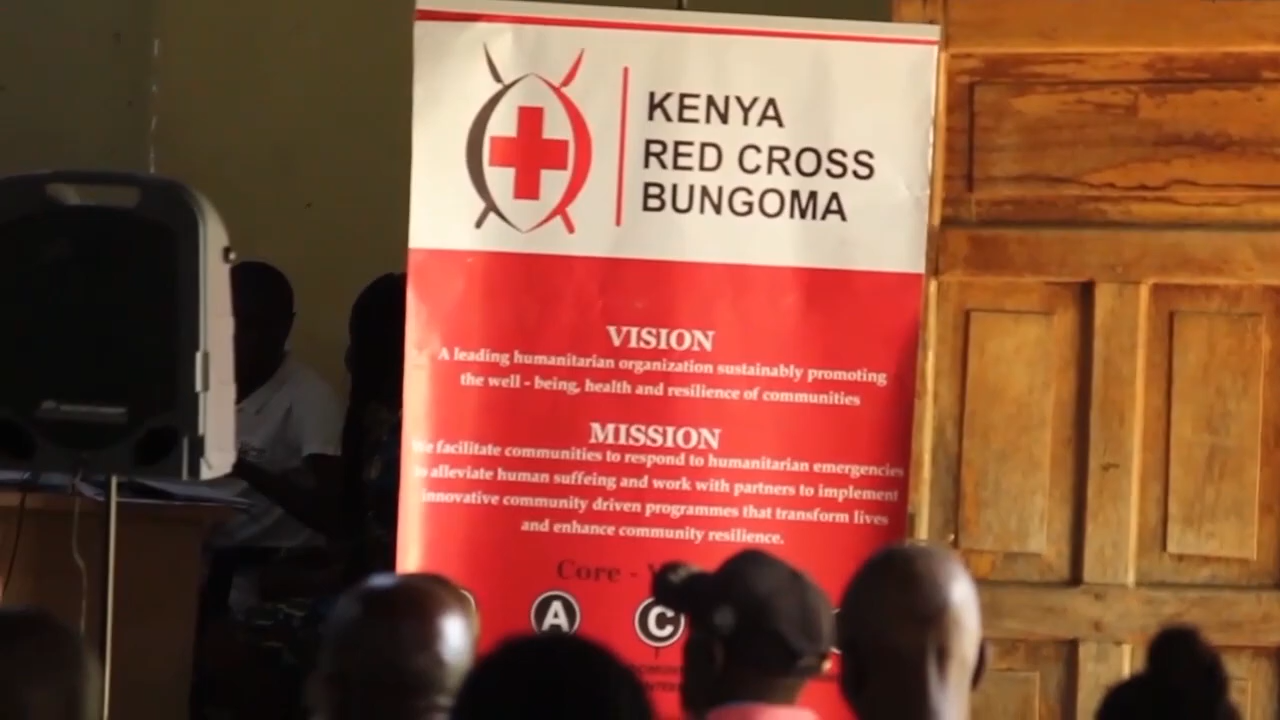 KENYA
RED CROSS
BUNGOMA
VISION
A leading humanitarian organization sustainably promoting
the well - being, health and resilience of communities
MISSION
We facilitate communities to respond to humanitarian emergencies
to alleviate human suffeing and work with partners to implement
innovative community driven programmes that transform lives
and enhance community resilience.
Core -
A C